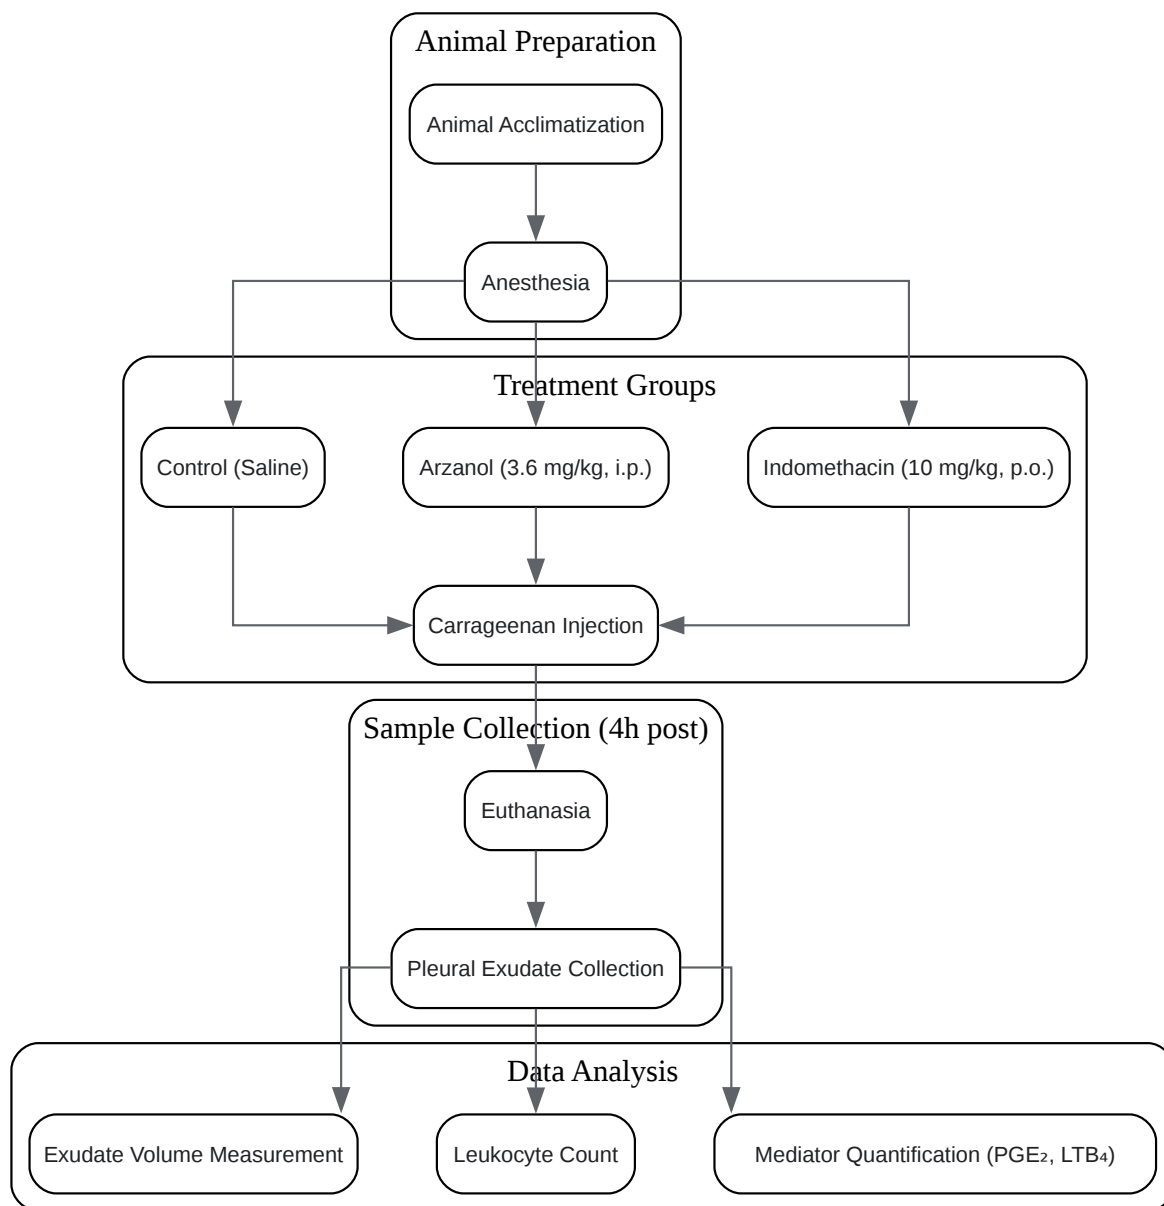 Animal Preparation
Animal Acclimatization
Anesthesia
Treatment Groups
Control (Saline)
Arzanol (3.6 mg/kg, i.p.)
Indomethacin (10 mg/kg, p.o.)
Carrageenan Injection
Sample Collection (4h post)
Euthanasia
Pleural Exudate Collection
Data Analysis
Exudate Volume Measurement
Leukocyte Count
Mediator Quantification (PGE₂, LTB₄)